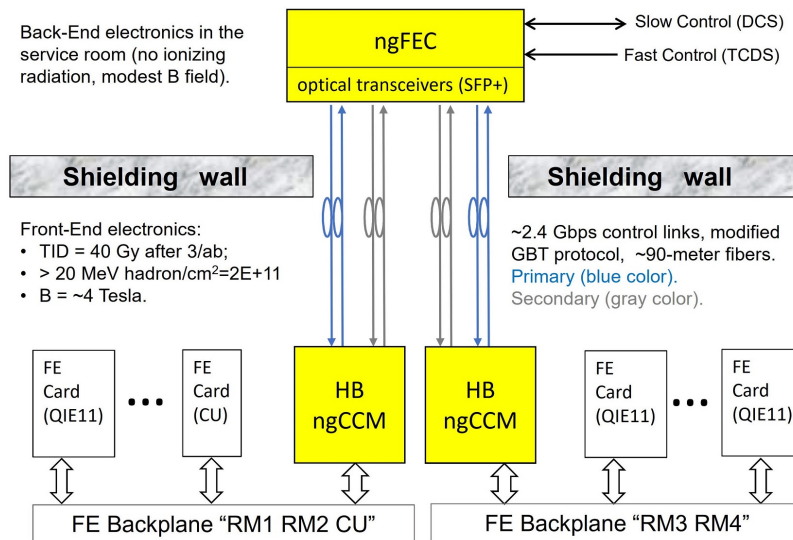 Back-End electronics in the
service room (no ionizing
radiation, modest B field).
ngFEC
optical transceivers (SFP+)
Slow Control (DCS)
Fast Control (TCDS)
Shielding wall
Shielding wall
Front-End electronics:
• TID = 40 Gy after 3/ab;
• > 20 MeV hadron/cm²=2E+11
• B = ~4 Tesla.
~2.4 Gbps control links, modified
GBT protocol, ~90-meter fibers.
Primary (blue color).
Secondary (gray color).
FE
Card
(QIE11)
•••
FE
Card
(CU)
HB
ngCCM
HB
ngCCM
FE
Card
(QIE11)
•••
FE
Card
(QIE11)
FE Backplane “RM1 RM2 CU”
FE Backplane “RM3 RM4”